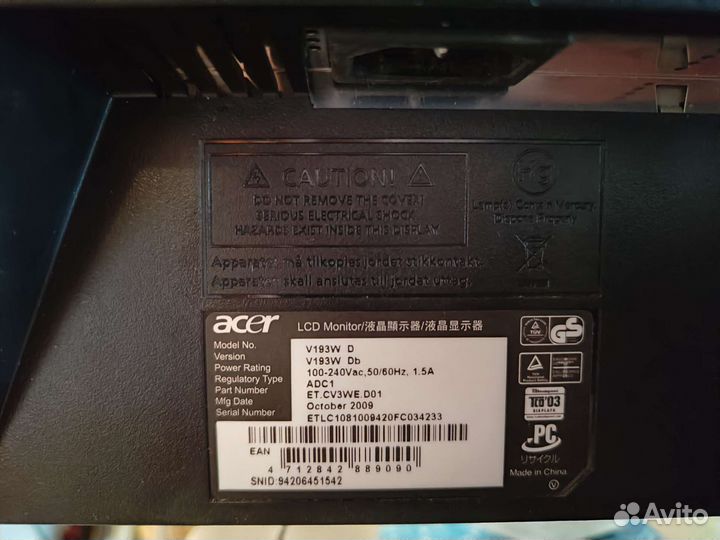 CAUTION!
DO NOT REMOVE THE COVER!
SERIOUS ELECTRICAL SHOCK
HAZARDS EXIST INSIDE THIS DISPLAY
Hg
Lamp(s) Contain Mercury,
Dispose Properly
Apparatet må tilkoples jordet stikkontakt.
Apparaten skall anslutas till jordat uttag.
acer
LCD Monitor/液晶顯示器/液晶显示器
Model No. V193W D
Version V193W Db
Power Rating 100-240Vac,50/60Hz, 1.5A
Regulatory Type ADC1
Part Number ET.CV3WE.D01
Mfg Date October 2009
Serial Number ETLC1081009420FC034233
EAN
4 712842 889090
SNID:94206451542
GS
TCO'03
DISPLAYS
PC
リサイクル
Made in China
V
Avito